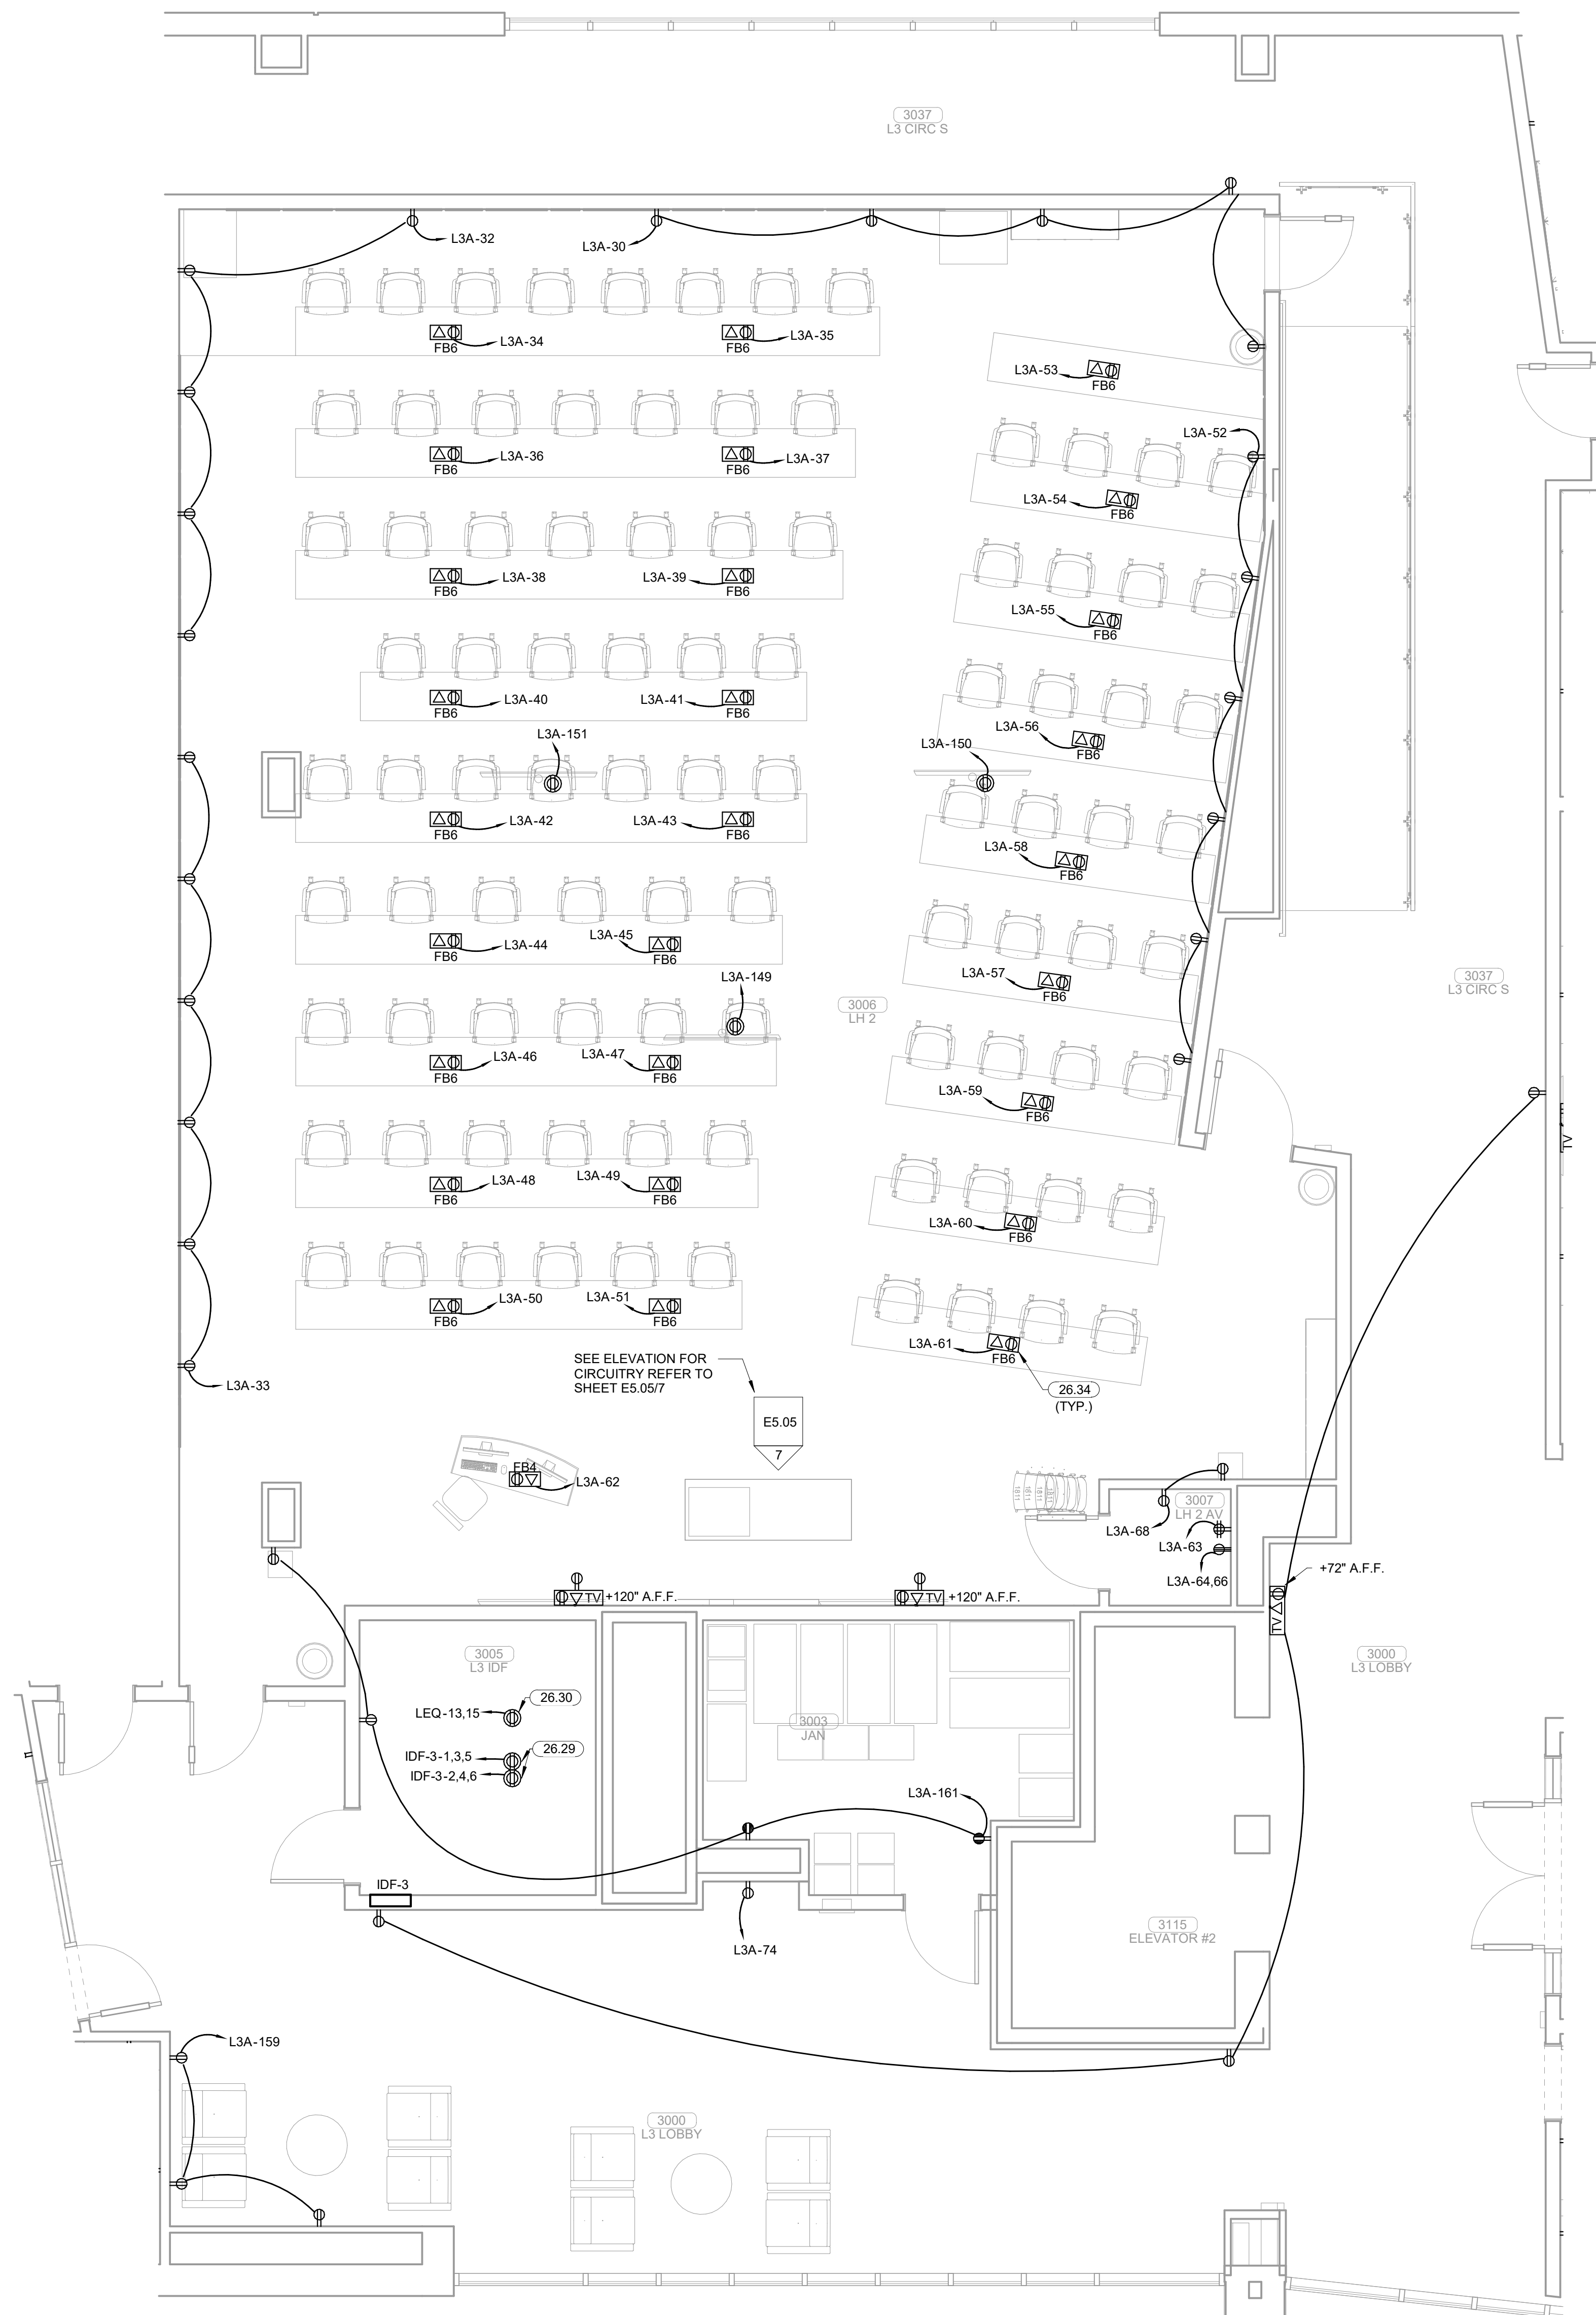 3037
L3 CIRC S
L3A-32
L3A-30
L3A-34
FB6
L3A-35
FB6
L3A-53
FB6
L3A-36
FB6
L3A-37
FB6
L3A-52
L3A-54
FB6
L3A-38
FB6
L3A-39
FB6
L3A-55
FB6
L3A-40
FB6
L3A-41
FB6
L3A-56
FB6
L3A-151
L3A-150
L3A-42
FB6
L3A-43
FB6
L3A-58
FB6
L3A-44
FB6
L3A-45
FB6
L3A-57
FB6
L3A-149
3006
LH 2
3037
L3 CIRC S
L3A-46
FB6
L3A-47
FB6
L3A-59
FB6
TV
L3A-48
FB6
L3A-49
FB6
L3A-60
FB6
L3A-50
FB6
L3A-51
FB6
L3A-61
FB6
SEE ELEVATION FOR
CIRCUITRY REFER TO
SHEET E5.05/7
L3A-33
26.34
(TYP.)
E5.05
7
FB4
L3A-62
1811
1811
1811
1811
3007
LH 2 AV
L3A-68
L3A-63
L3A-64,66
+72" A.F.F.
TV
TV
+120" A.F.F.
TV
+120" A.F.F.
3005
L3 IDF
3000
L3 LOBBY
26.30
LEQ-13,15
3003
JAN
26.29
IDF-3-1,3,5
IDF-3-2,4,6
L3A-161
IDF-3
3115
ELEVATOR #2
L3A-74
L3A-159
3000
L3 LOBBY